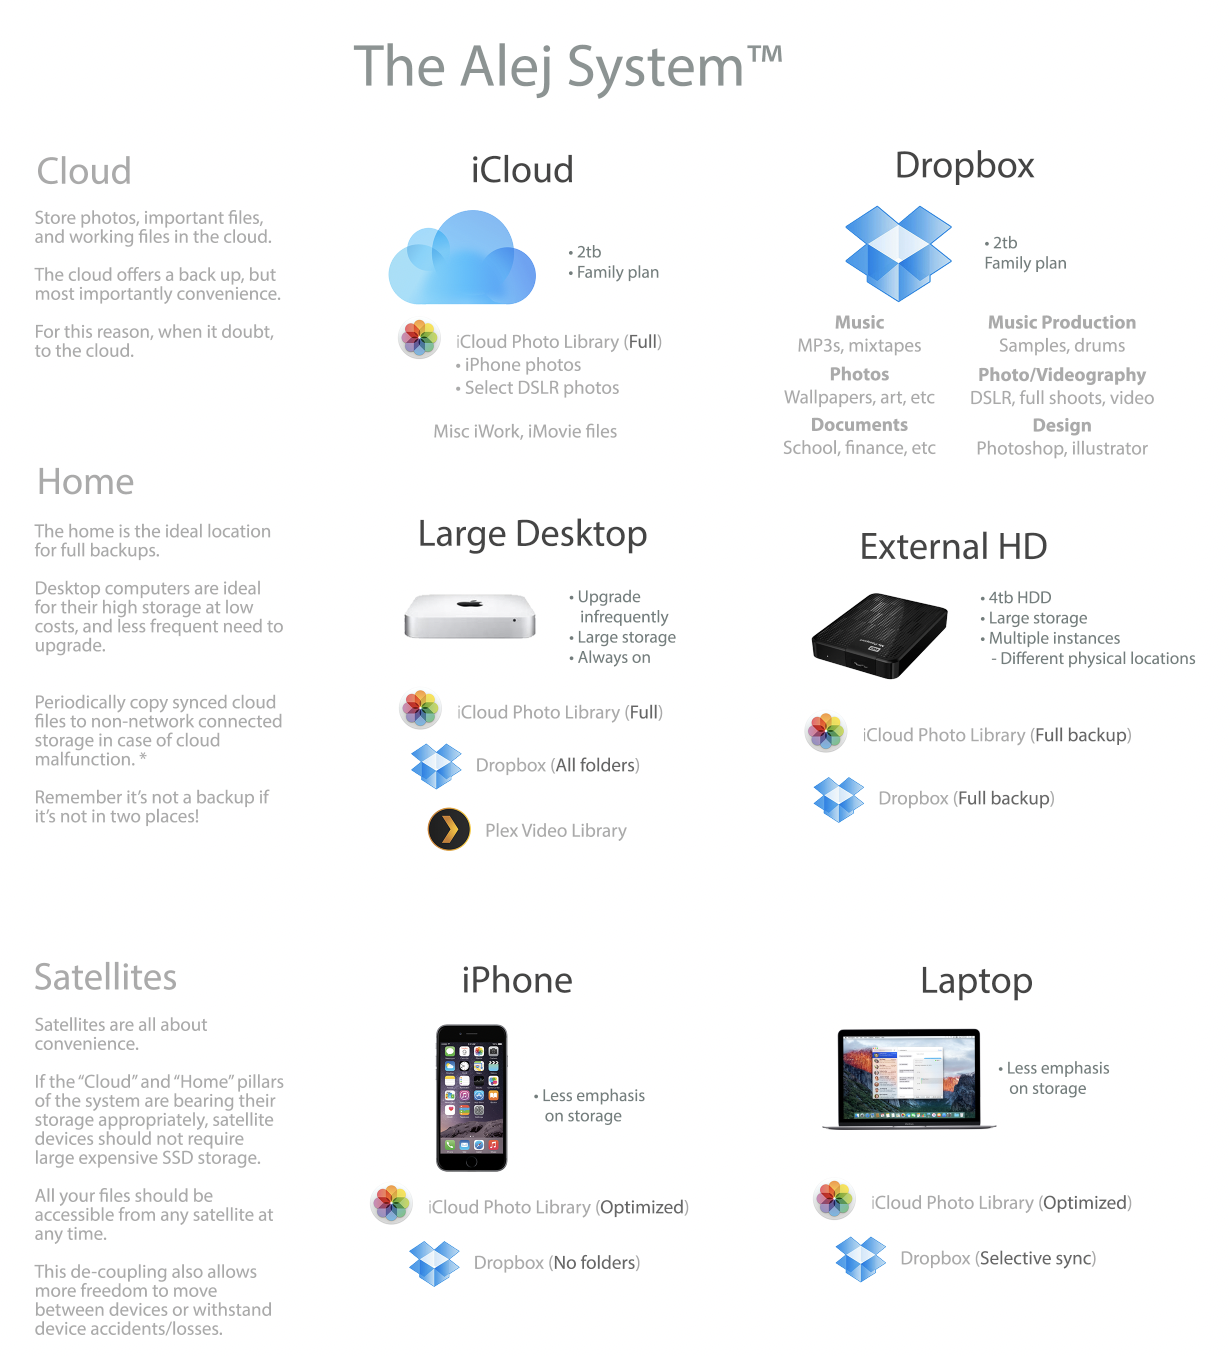 The Alej System™
Cloud
Store photos, important files,
and working files in the cloud.
The cloud offers a back up, but
most importantly convenience.
For this reason, when it doubt,
to the cloud.
iCloud
• 2tb
• Family plan
iCloud Photo Library (Full)
• iPhone photos
• Select DSLR photos
Misc iWork, iMovie files
Dropbox
• 2tb
Family plan
Music
MP3s, mixtapes
Photos
Wallpapers, art, etc
Documents
School, finance, etc
Music Production
Samples, drums
Photo/Videography
DSLR, full shoots, video
Design
Photoshop, illustrator
Home
The home is the ideal location
for full backups.
Desktop computers are ideal
for their high storage at low
costs, and less frequent need to
upgrade.
Periodically copy synced cloud
files to non-network connected
storage in case of cloud
malfunction. *
Remember it's not a backup if
it's not in two places!
Large Desktop
• Upgrade
infrequently
• Large storage
• Always on
iCloud Photo Library (Full)
Dropbox (All folders)
Plex Video Library
External HD
• 4tb HDD
• Large storage
• Multiple instances
- Different physical locations
iCloud Photo Library (Full backup)
Dropbox (Full backup)
Satellites
Satellites are all about
convenience.
If the “Cloud” and “Home” pillars
of the system are bearing their
storage appropriately, satellite
devices should not require
large expensive SSD storage.
All your files should be
accessible from any satellite at
any time.
This de-coupling also allows
more freedom to move
between devices or withstand
device accidents/losses.
iPhone
• Less emphasis
on storage
iCloud Photo Library (Optimized)
Dropbox (No folders)
Laptop
• Less emphasis
on storage
iCloud Photo Library (Optimized)
Dropbox (Selective sync)